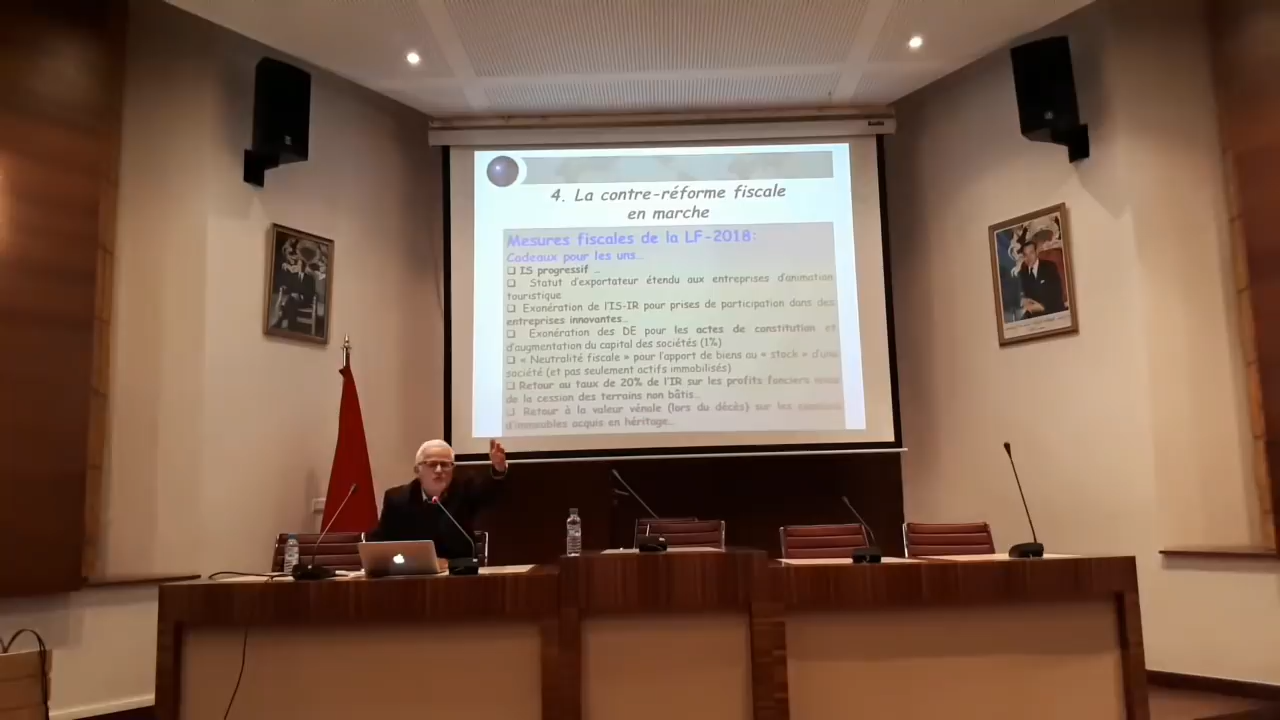 4. La contre-réforme fiscale
en marche
Mesures fiscales de la LF-2018:
Cadeaux pour les uns...
❑ IS progressif ...
❑ Statut d'exportateur étendu aux entreprises d'animation
touristique
❑ Exonération de l'IS-IR pour prises de participation dans des
entreprises innovantes...
❑ Exonération des DE pour les actes de constitution et
d'augmentation du capital des sociétés (1%)
❑ « Neutralité fiscale » pour l'apport de biens au « stock » d'une
société (et pas seulement actifs immobilisés)
❑ Retour au taux de 20% de l'IR sur les profits fonciers
de la cession des terrains non bâtis...
❑ Retour à la valeur vénale (lors du décès) sur les
d'immeubles acquis en héritage...